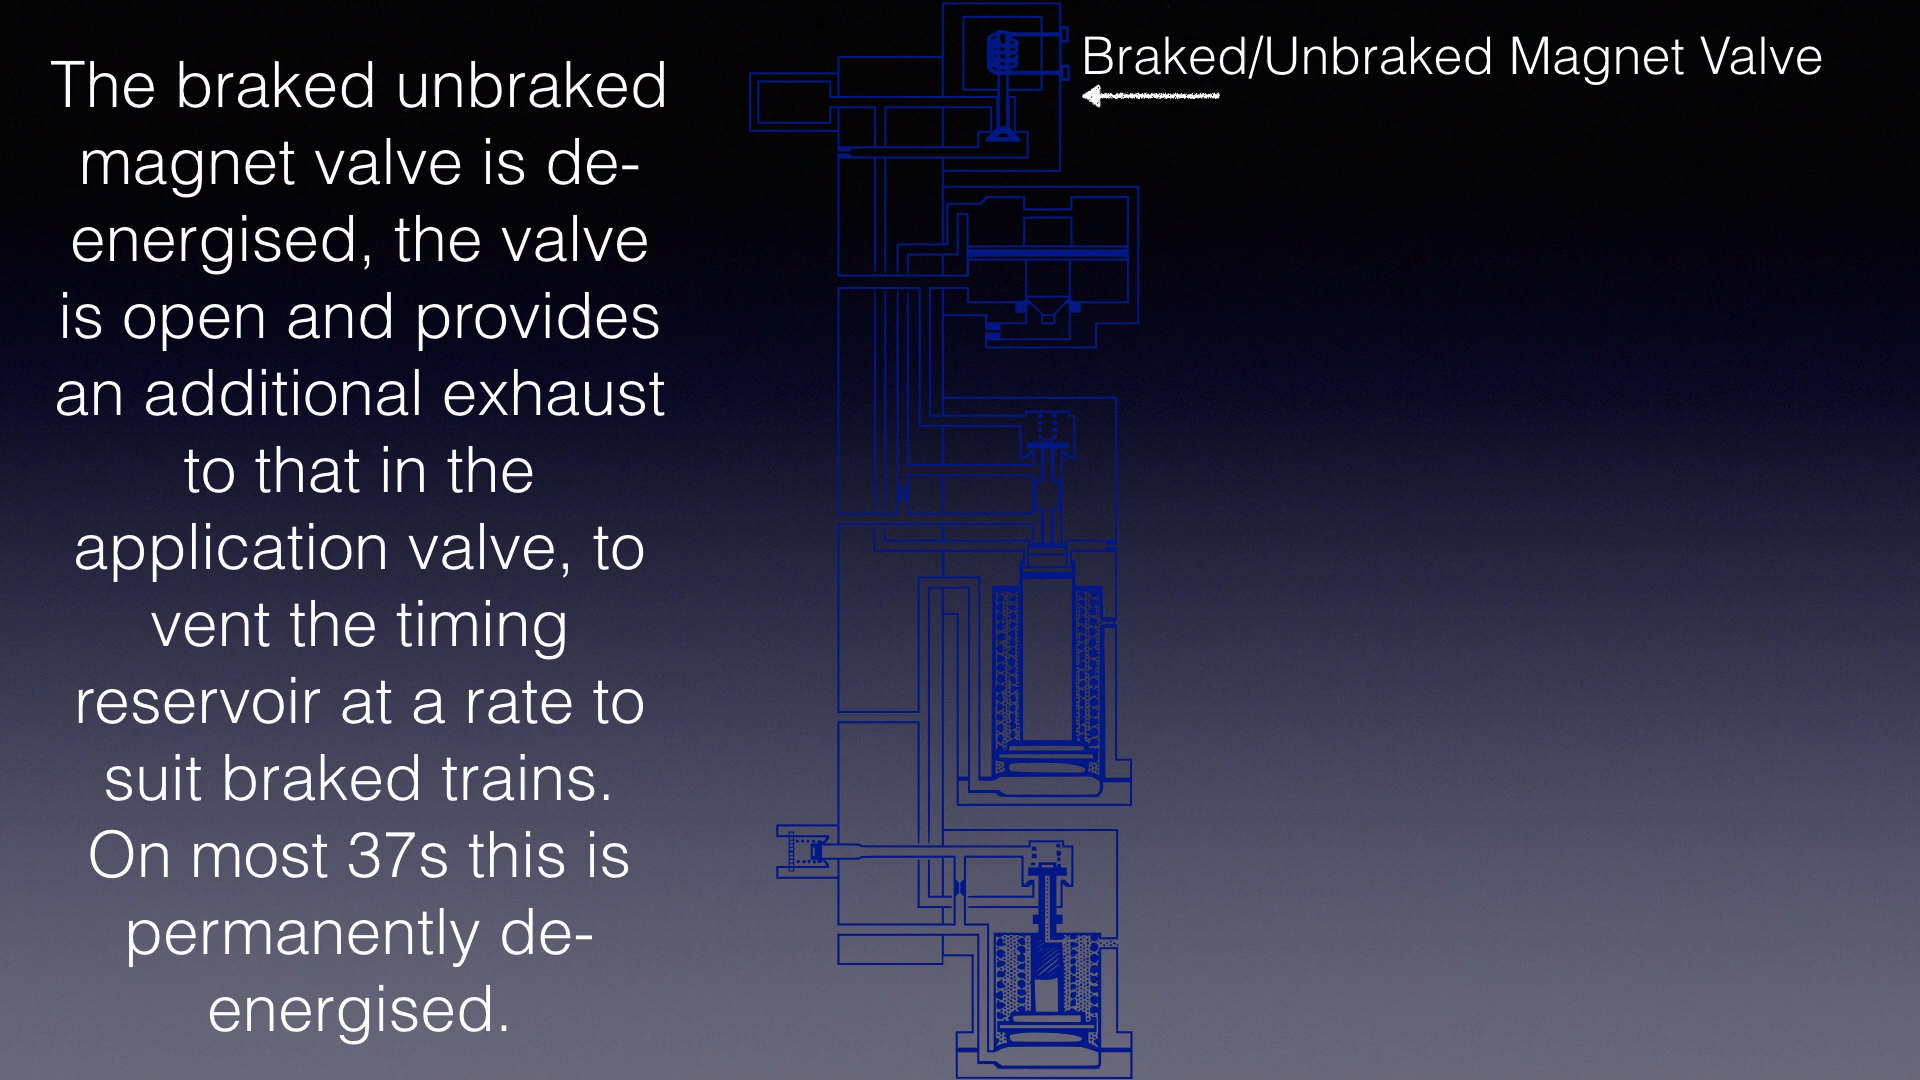 The braked unbraked
magnet valve is de-
energised, the valve
is open and provides
an additional exhaust
to that in the
application valve, to
vent the timing
reservoir at a rate to
suit braked trains.
On most 37s this is
permanently de-
energised.
Braked/Unbraked Magnet Valve